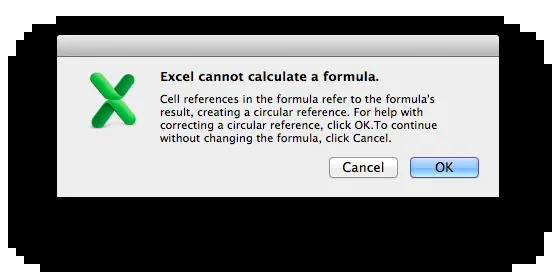 Excel cannot calculate a formula.
Cell references in the formula refer to the formula's
result, creating a circular reference. For help with
correcting a circular reference, click OK.To continue
without changing the formula, click Cancel.
Cancel OK